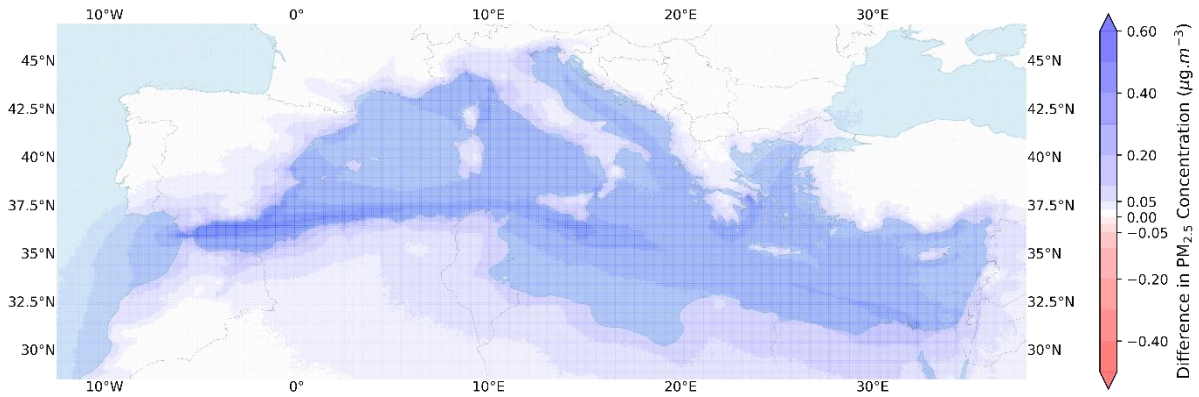 10°W 0° 10°E 20°E 30°E
45°N 45°N
42.5°N 42.5°N
40°N 40°N
37.5°N 37.5°N
35°N 35°N
32.5°N 32.5°N
30°N 30°N
10°W 0° 10°E 20°E 30°E
0.60
0.40
0.20
0.05
0.00
−0.05
−0.20
−0.40
Difference in PM2.5 Concentration (μg.m−3)